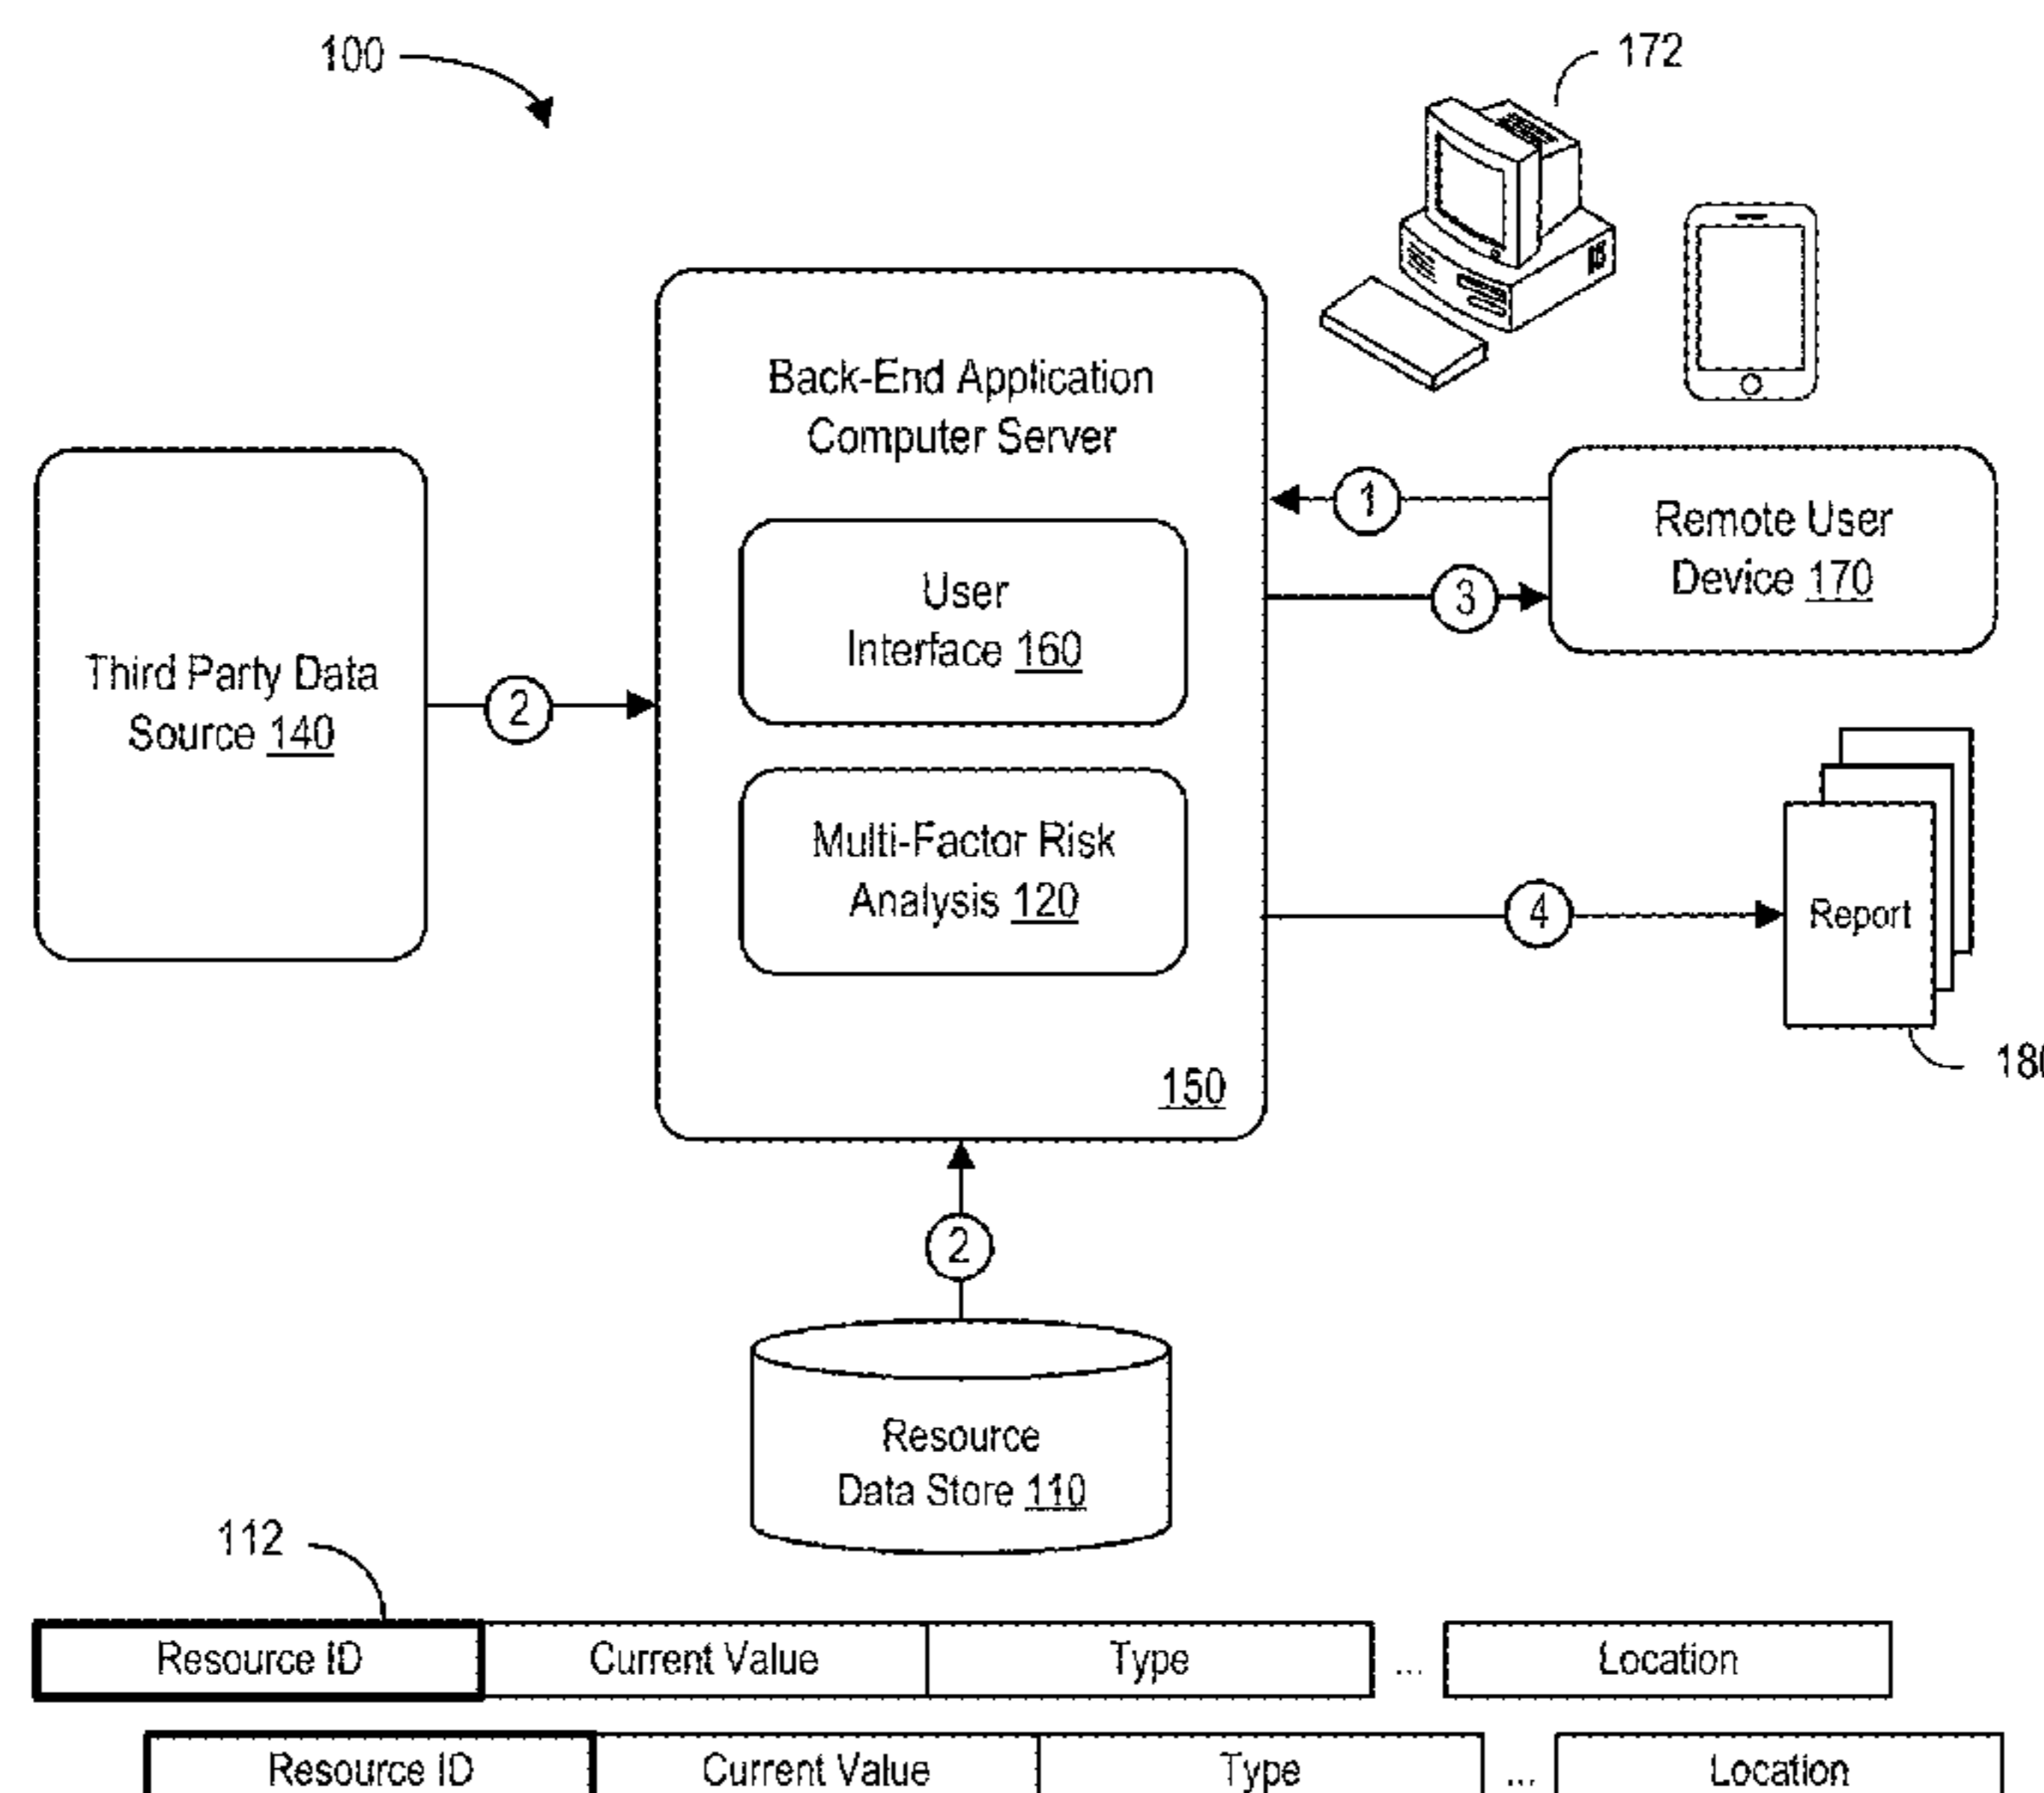 100
172
Back-End Application
Computer Server
1
Remote User
Device 170
User
Interface 160
3
Third Party Data
Source 140
2
Multi-Factor Risk
Analysis 120
4
Report
150
180
2
Resource
Data Store 110
112
Resource ID Current Value Type ... Location
Resource ID Current Value Type ... Location